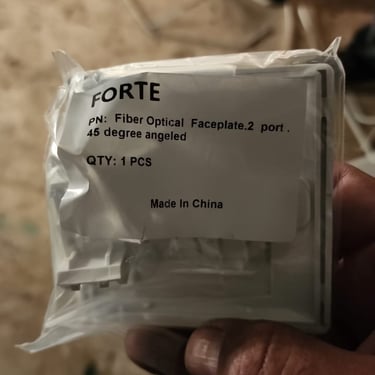 FORTE
PN: Fiber Optical Faceplate.2 port.
45 degree angeled
QTY: 1 PCS
Made In China